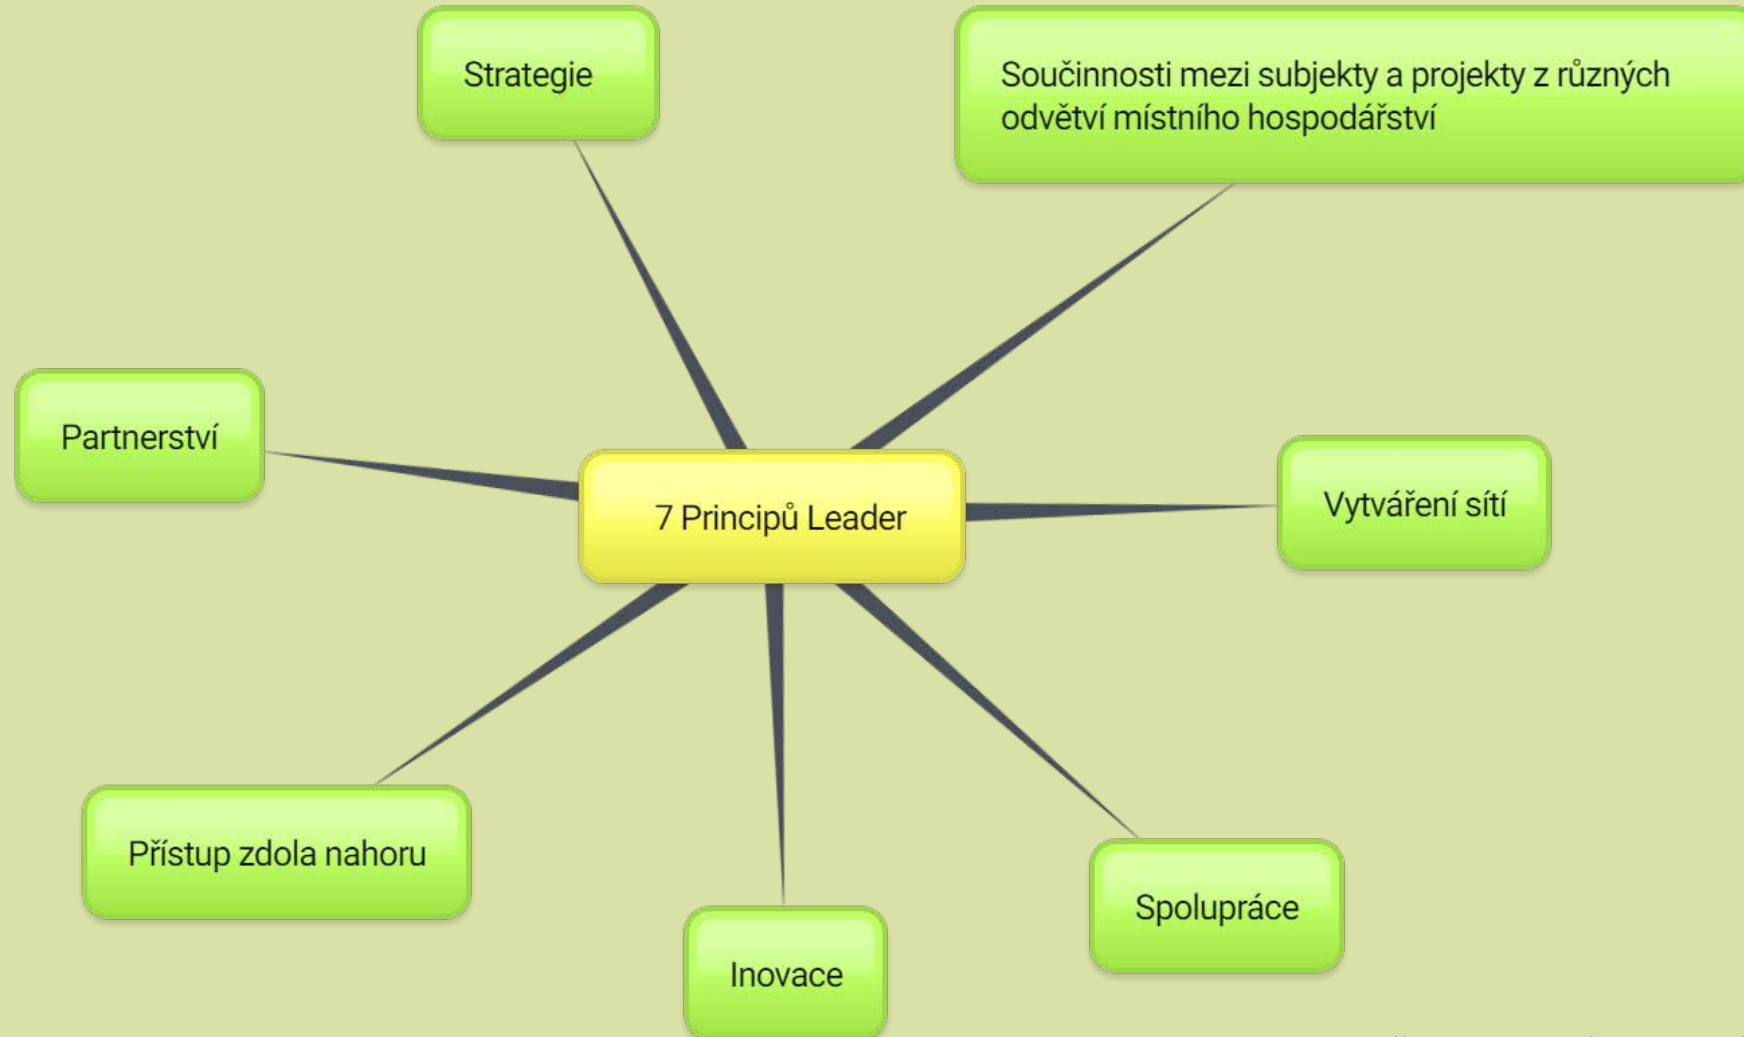 Strategie
Součinnosti mezi subjekty a projekty z různých
odvětví místního hospodářství
Partnerství
7 Principů Leader
Vytváření sítí
Přístup zdola nahoru
Spolupráce
Inovace